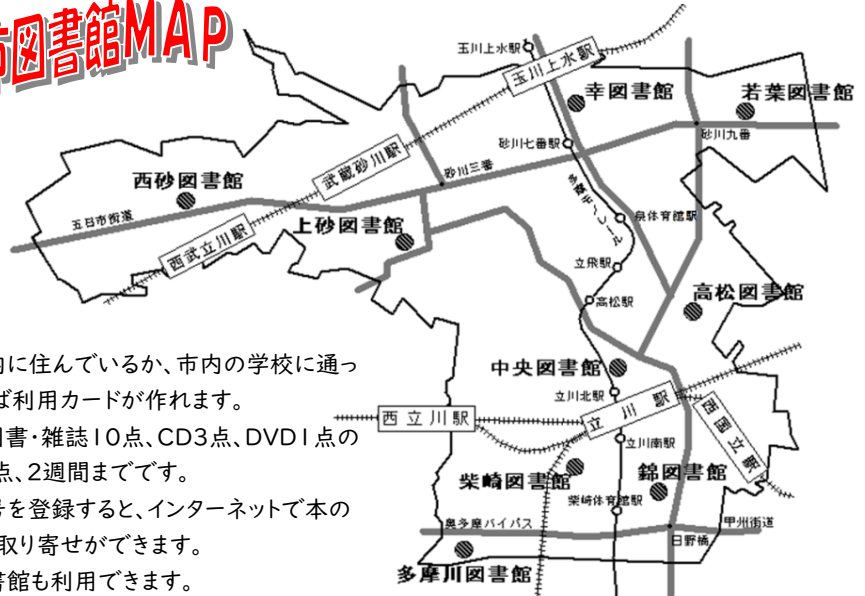 市図書館MAP
玉川上水駅
玉川上水駅
幸図書館
若葉図書館
砂川七番駅
砂川九番
武蔵砂川駅
砂川三番
西砂図書館
多摩モノレール
五日市街道
泉体育館駅
上砂図書館
西武立川駅
立飛駅
高松図書館
高松駅
内に住んでいるか、市内の学校に通っ
中央図書館
ば利用カードが作れます。
立川北駅
立川駅
西立川駅
西国立駅
図書・雑誌10点、CD3点、DVD1点の
立川南駅
点、2週間までです。
柴崎図書館
錦図書館
号を登録すると、インターネットで本の
柴崎体育館駅
奥多摩バイパス
甲州街道
取り寄せができます。
日野橋
書館も利用できます。
多摩川図書館